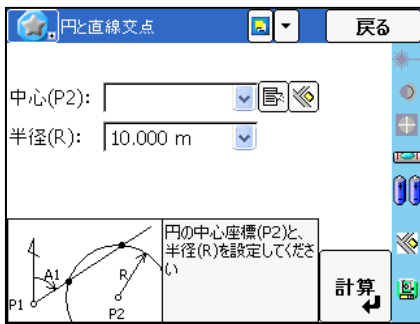 円と直線交点
戻る
中心(P2):
半径(R): 10.000 m
円の中心座標(P2)と、
半径(R)を設定してくださ
い
A1
R
P1
P2
計算